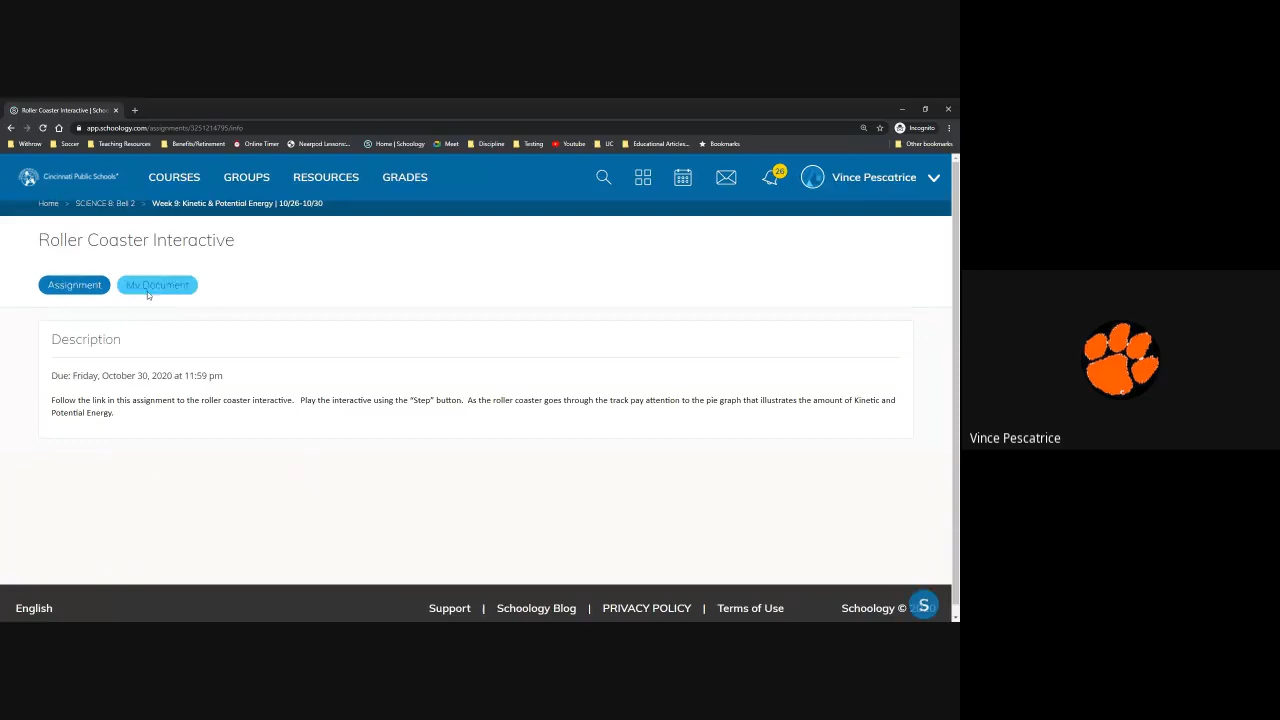 Roller Coaster Interactive | Schoo
app.schoology.com/assignments/3251214795/info
Incognito
Withrow Soccer Teaching Resources Benefits/Retirement Online Timer Nearpod Lessons:... Home | Schoology Meet Discipline Testing Youtube UC Educational Articles... Bookmarks Other bookmarks
Cincinnati Public Schools COURSES GROUPS RESOURCES GRADES 26 Vince Pescatrice
Home > SCIENCE 8: Bell 2 > Week 9: Kinetic & Potential Energy | 10/26-10/30
Roller Coaster Interactive
Assignment My Document
Description
Due: Friday, October 30, 2020 at 11:59 pm
Follow the link in this assignment to the roller coaster interactive. Play the interactive using the “Step” button. As the roller coaster goes through the track pay attention to the pie graph that illustrates the amount of Kinetic and
Potential Energy.
Vince Pescatrice
English Support | Schoology Blog | PRIVACY POLICY | Terms of Use Schoology © S